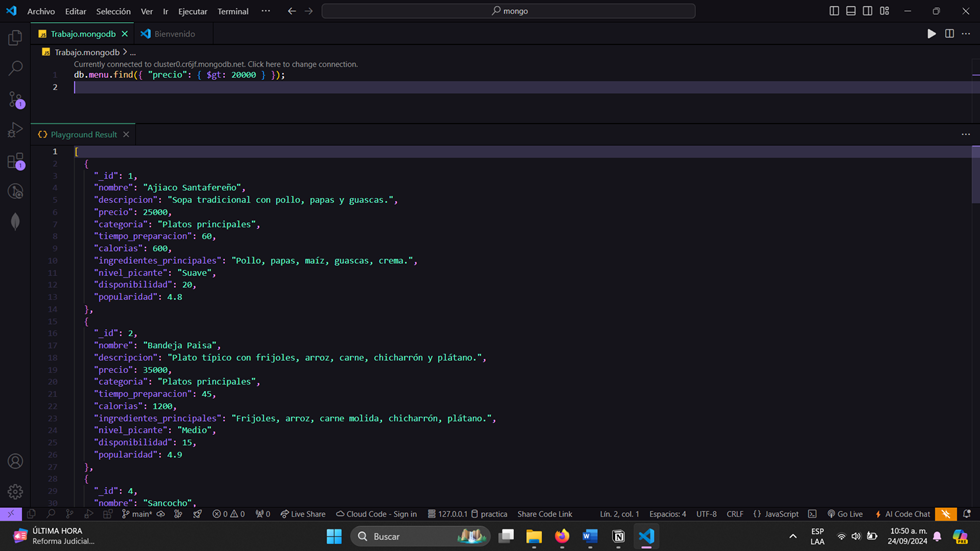 Archivo Editar Selección Ver Ir Ejecutar Terminal ··· mongo
Trabajo.mongodb Bienvenido
Trabajo.mongodb > ...
Currently connected to cluster0.cr6jf.mongodb.net. Click here to change connection.
1 db.menu.find({ "precio": { $gt: 20000 } });
2
Playground Result
1 [
2 {
3 "_id": 1,
4 "nombre": "Ajiaco Santafereño",
5 "descripcion": "Sopa tradicional con pollo, papas y guascas.",
6 "precio": 25000,
7 "categoria": "Platos principales",
8 "tiempo_preparacion": 60,
9 "calorias": 600,
10 "ingredientes_principales": "Pollo, papas, maíz, guascas, crema.",
11 "nivel_picante": "Suave",
12 "disponibilidad": 20,
13 "popularidad": 4.8
14 },
15 {
16 "_id": 2,
17 "nombre": "Bandeja Paisa",
18 "descripcion": "Plato típico con frijoles, arroz, carne, chicharrón y plátano.",
19 "precio": 35000,
20 "categoria": "Platos principales",
21 "tiempo_preparacion": 45,
22 "calorias": 1200,
23 "ingredientes_principales": "Frijoles, arroz, carne molida, chicharrón, plátano.",
24 "nivel_picante": "Medio",
25 "disponibilidad": 15,
26 "popularidad": 4.9
27 },
28 {
29 "_id": 4,
30 "nombre": "Sancocho",
main* 0 0 0 Live Share Cloud Code - Sign in 127.0.0.1 practica Share Code Link Lín. 2, col. 1 Espacios: 4 UTF-8 CRLF {} JavaScript Go Live AI Code Chat
ÚLTIMA HORA
Reforma Judicial...
Buscar
ESP
LAA
10:50 a. m.
24/09/2024